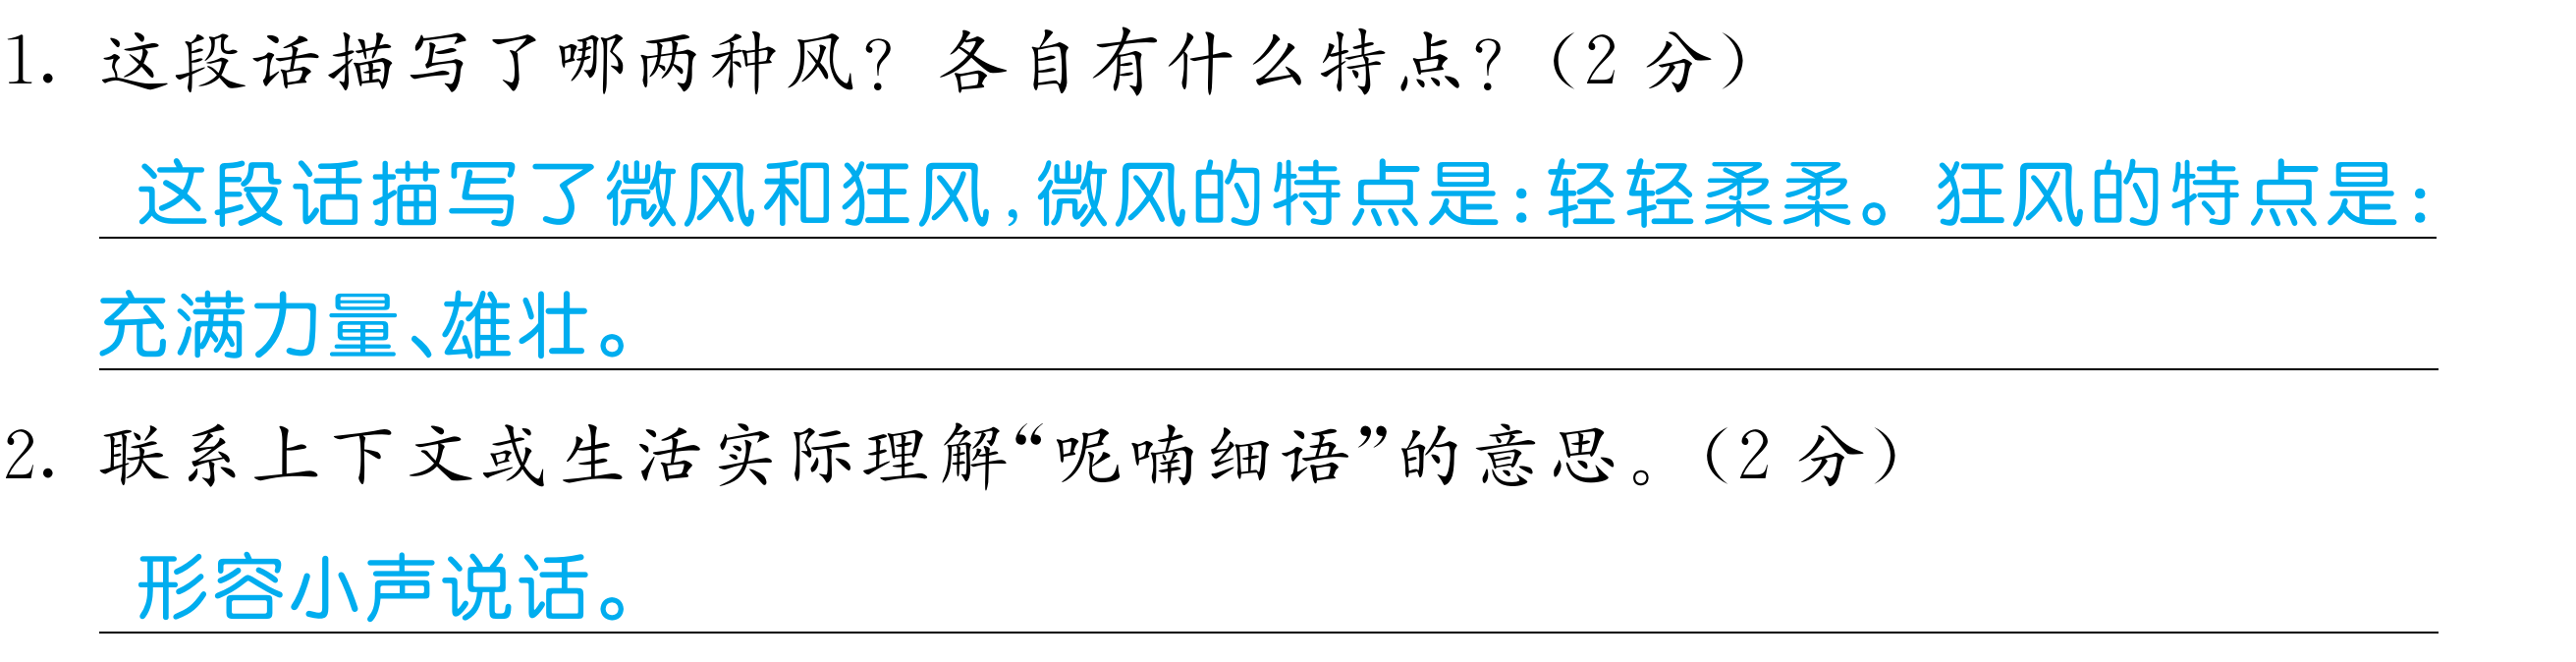 1. 这段话描写了哪两种风？各自有什么特点？（2 分）
这段话描写了微风和狂风，微风的特点是：轻轻柔柔。狂风的特点是：
充满力量、雄壮。
2. 联系上下文或生活实际理解“呢喃细语”的意思。（2 分）
形容小声说话。